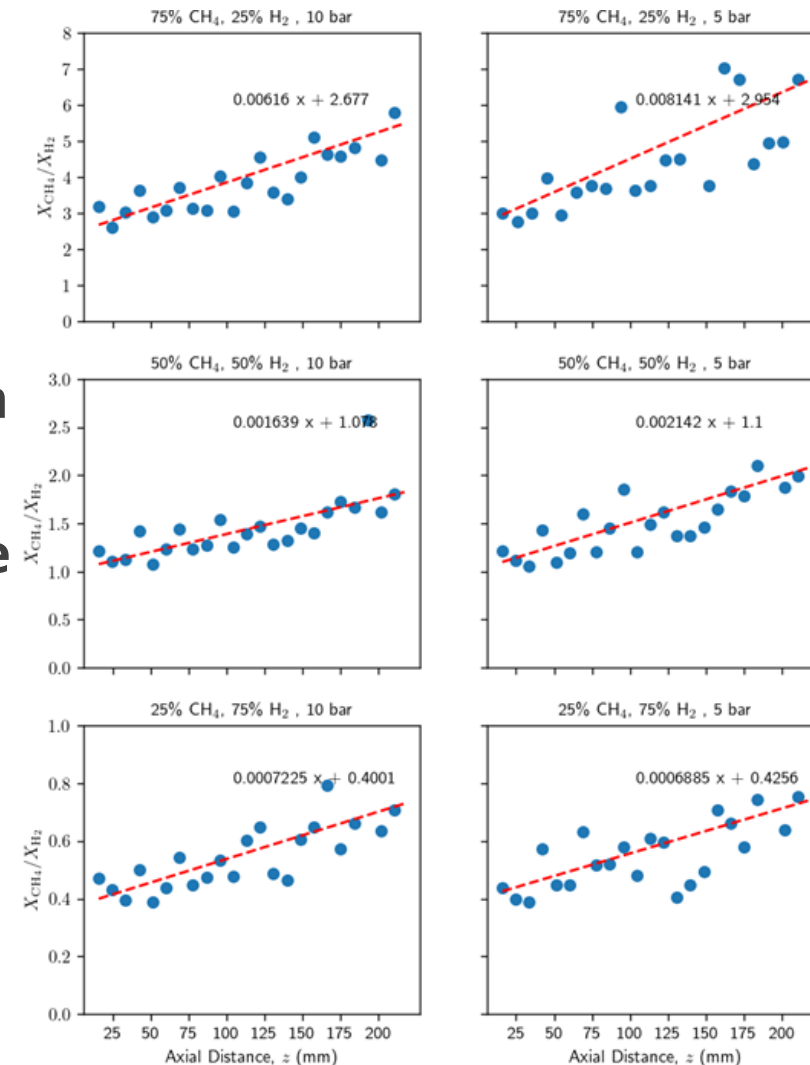 75% CH₄, 25% H₂ , 10 bar
8
7
6
5
4
3
2
1
0
X_CH₄/X_H₂
0.00616 x + 2.677
75% CH₄, 25% H₂ , 5 bar
0.008141 x + 2.954
50% CH₄, 50% H₂ , 10 bar
3.0
2.5
2.0
1.5
1.0
0.5
0.0
X_CH₄/X_H₂
0.001639 x + 1.078
50% CH₄, 50% H₂ , 5 bar
0.002142 x + 1.1
n
e
25% CH₄, 75% H₂ , 10 bar
1.0
0.8
0.6
0.4
0.2
0.0
X_CH₄/X_H₂
0.0007225 x + 0.4001
25 50 75 100 125 150 175 200
Axial Distance, z (mm)
25% CH₄, 75% H₂ , 5 bar
0.0006885 x + 0.4256
25 50 75 100 125 150 175 200
Axial Distance, z (mm)